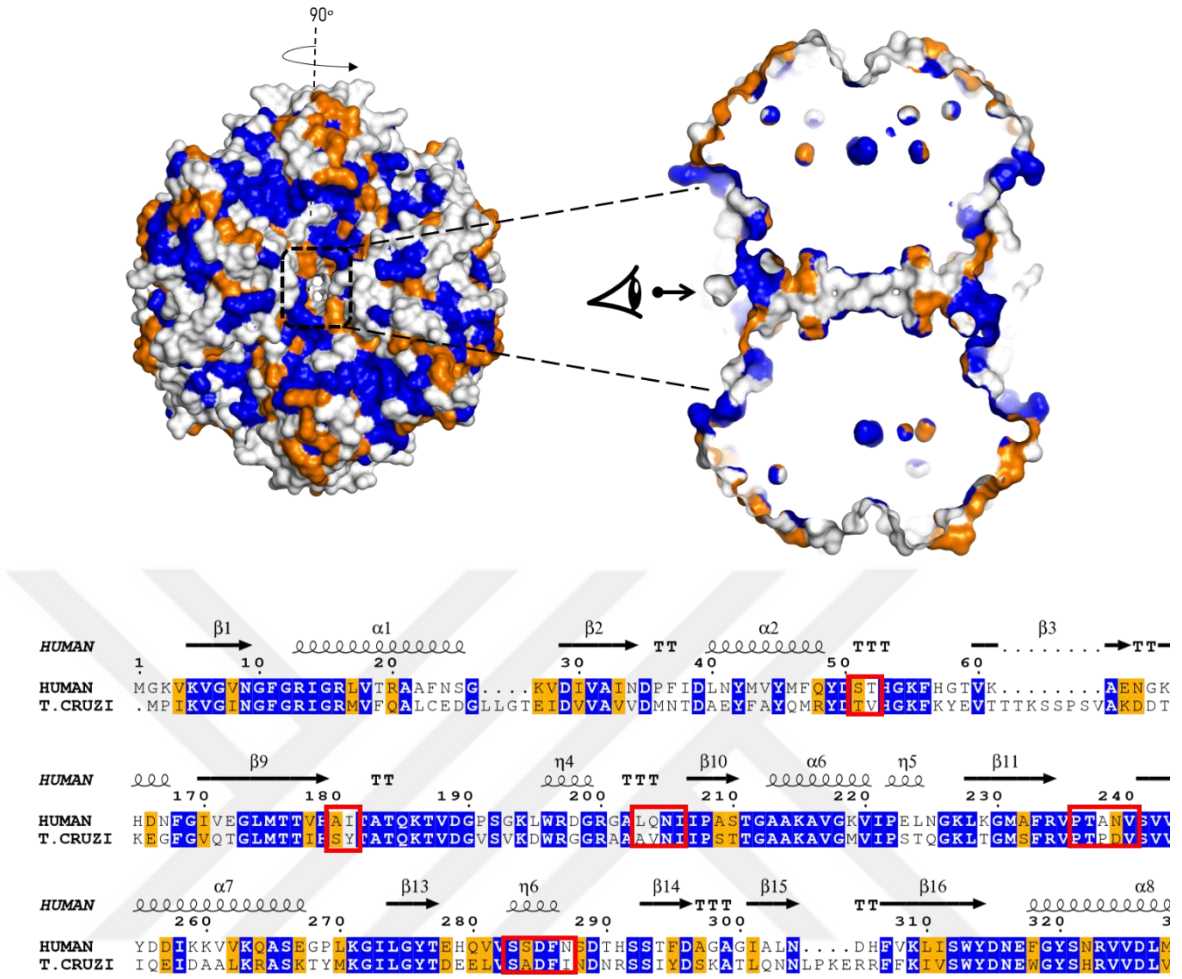 90°
HUMAN β1 α1 β2 TT α2 TTT β3 ........ TT
1 10 20 30 40 50 60
HUMAN MGKVKVGVNGFGRIGRLVTRAAFNSG....KVDIVAINDPFIDLNYMVYMFQYDSTHGKFHGTVK........AENGK
T.CRUZI .MPIKVGINGFGRIGRMVFQALCEDGLLGTEIDVVAVVDMNTDAEYFAYQMRYDTVHGKFKYEVTTTKSSPSVAKDDT
HUMAN β9 TT η4 TTT β10 α6 η5 β11
170 180 190 200 210 220 230 240
HUMAN HDNFGIVEGLMTTVHAITATQKTVDGPSGKLWRDGRGALQNIIPASTGAAKAVGKVIPELNGKLKGMAFRVPTANVSVV
T.CRUZI KEGFGVQTGLMTTIHSYTATQKTVDGVSVKDWRGGRAAAVNIIPSTTGAAKAVGMVIPSTQGKLTGMSFRVPTPDVSVV
HUMAN α7 β13 η6 β14 TTT β15 .... TT β16 α8
260 270 280 290 300 310 320
HUMAN YDDIKKVVKQASEGPLKGILGYTEHQVVSSDFNSDTHSSTFDAGAGIALN....DHFVKLISWYDNEFGYSNRVVDLM
T.CRUZI IQEIDAALKRASKTYMKGILGYTDEELVSADFINDNRSSIYDSKATLQNNLPKERRFFKIVSWYDNEWGYSHRVVDLV